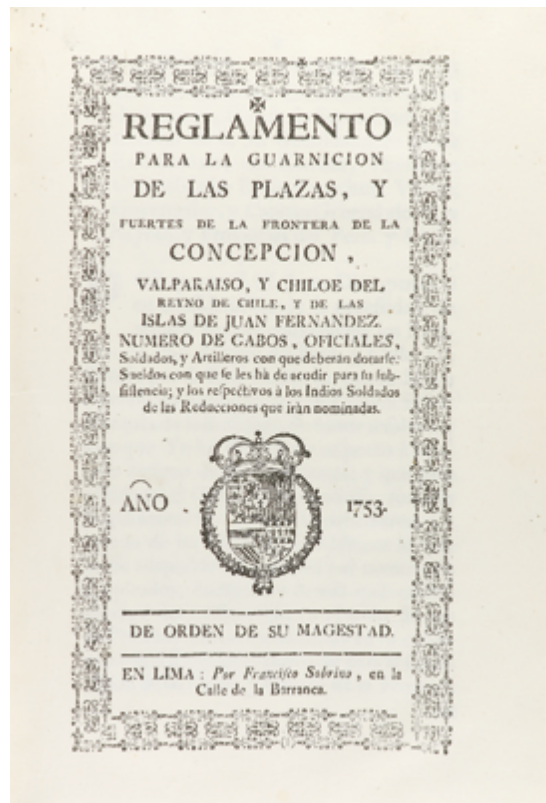 REGLAMENTO
PARA LA GUARNICION
DE LAS PLAZAS, Y
FUERTES DE LA FRONTERA DE LA
CONCEPCION,
VALPARAISO, Y CHILOE DEL
REYNO DE CHILE, Y DE LAS
ISLAS DE JUAN FERNANDEZ.
NUMERO DE CABOS, OFICIALES,
Soldados, y Artilleros con que deberàn dotarse:
Sueldos con que se les hà de acudir para su sub-
sistencia; y los respectivos à los Indios Soldados
de las Reducciones que iràn nominadas.
AÑO 1753.
DE ORDEN DE SU MAGESTAD.
EN LIMA: Por Francisco Sobrino, en la
Calle de la Barranca.